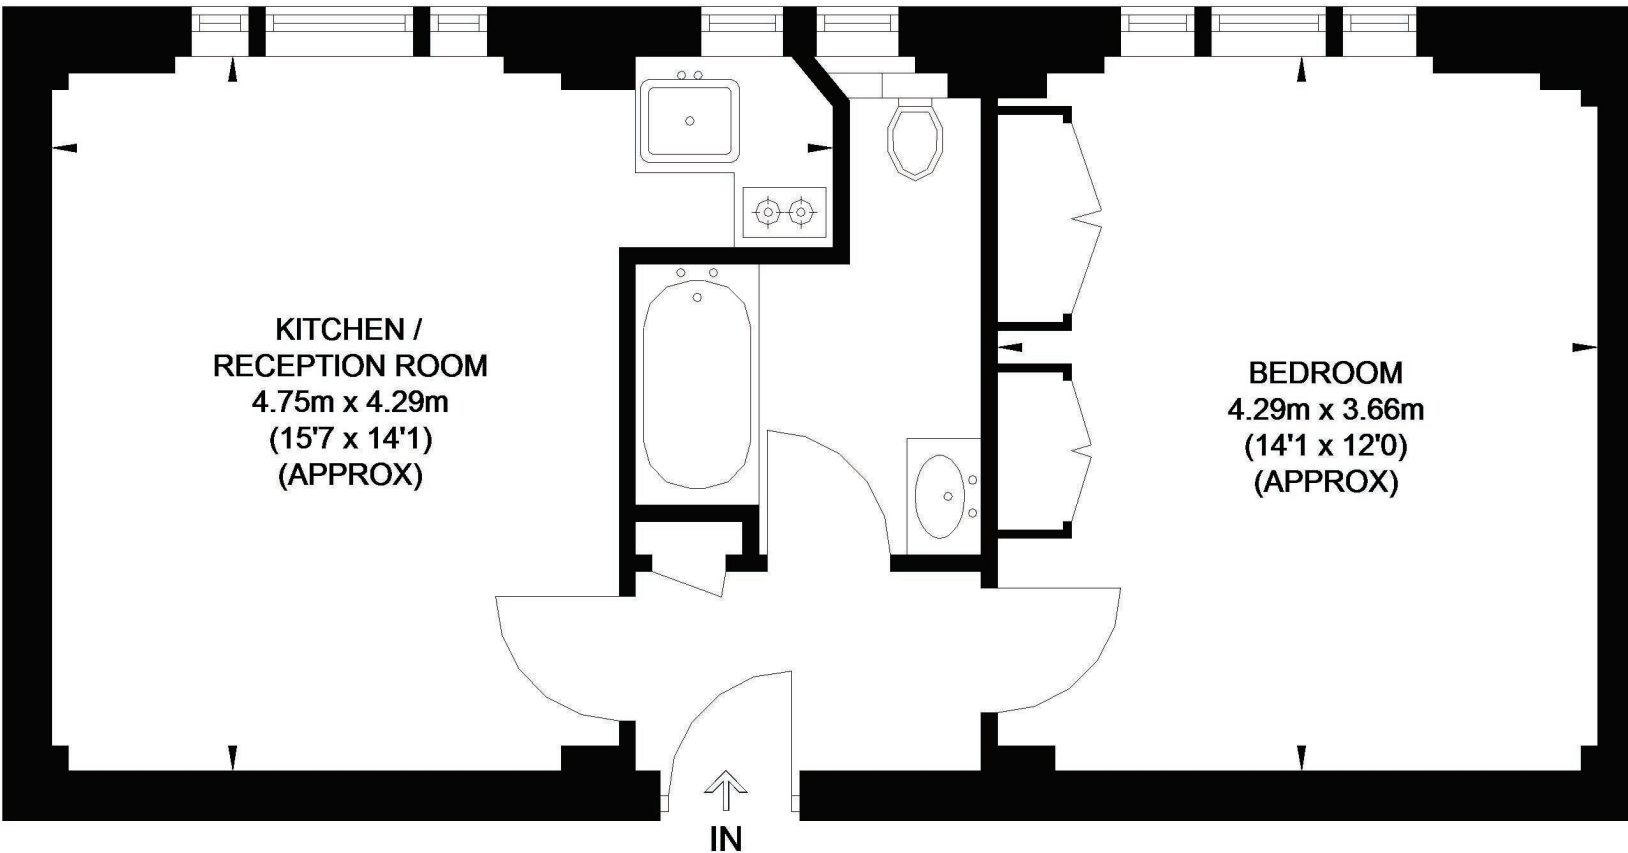 KITCHEN /
RECEPTION ROOM
4.75m x 4.29m
(15'7 x 14'1)
(APPROX)
BEDROOM
4.29m x 3.66m
(14'1 x 12'0)
(APPROX)
IN